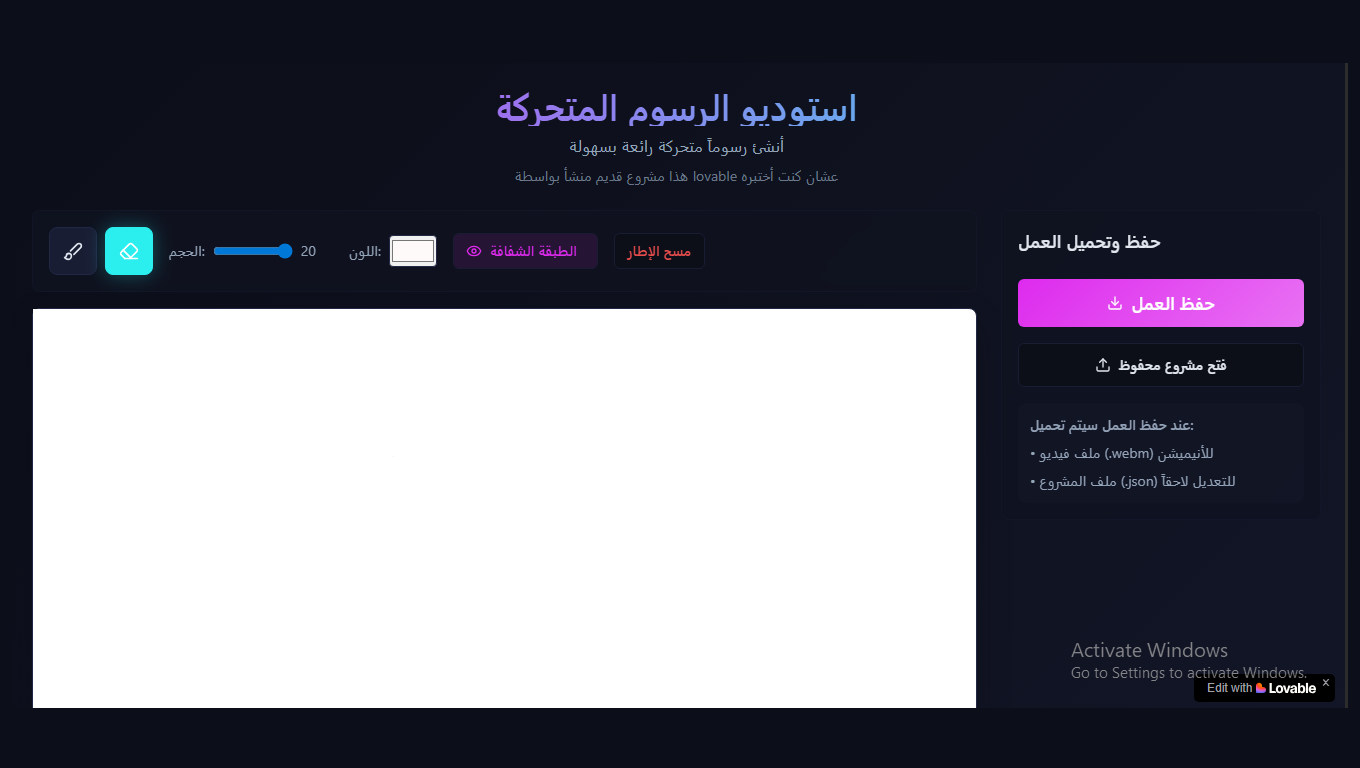 استوديو الرسوم المتحركة
أنشئ رسوماً متحركة رائعة بسهولة
عشان كنت أختبره lovable هذا مشروع قديم منشأ بواسطة
الحجم:
20
اللون:
الطبقة الشفافة
مسح الإطار
حفظ وتحميل العمل
حفظ العمل
فتح مشروع محفوظ
عند حفظ العمل سيتم تحميل:
• ملف فيديو (.webm) للأنيميشن
• ملف المشروع (.json) للتعديل لاحقاً
Activate Windows
Go to Settings to activate Windows.
Edit with Lovable x